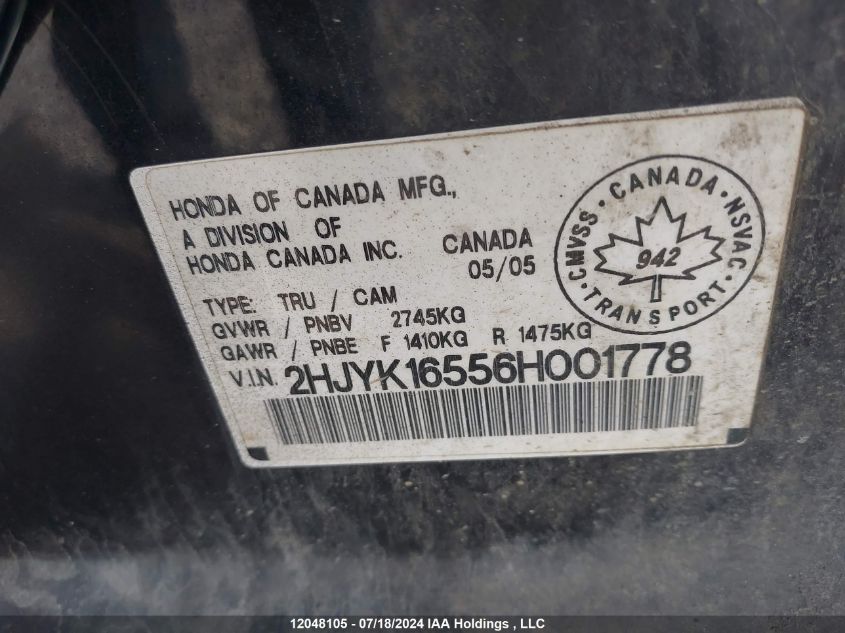 HONDA OF CANADA MFG.,
A DIVISION OF
HONDA CANADA INC. CANADA
05/05
TYPE: TRU / CAM
GVWR / PNBV 2745KG
GAWR / PNBE F 1410KG R 1475KG
V.I.N. 2HJYK16556H001778
CMVSS · CANADA · NSVAC · TRANSPORT ·
942
12048105 - 07/18/2024 IAA Holdings , LLC